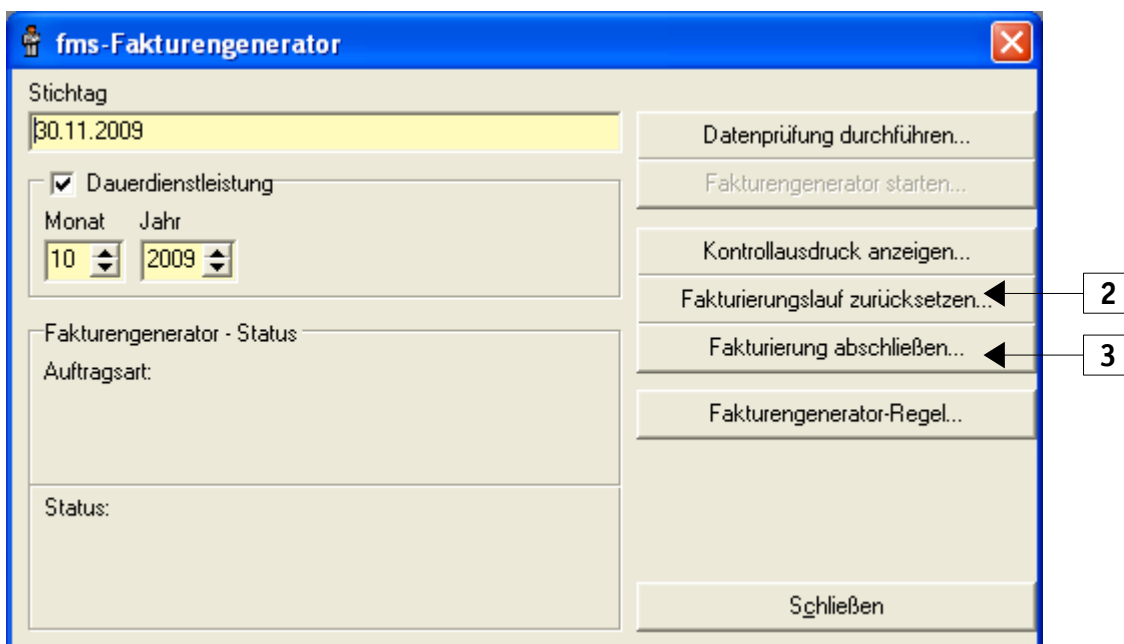 fms-Fakturengenerator
Stichtag
30.11.2009
Dauerdienstleistung
Monat Jahr
10 2009
Fakturengenerator - Status
Auftragsart:
Status:
Datenprüfung durchführen...
Fakturengenerator starten...
Kontrollausdruck anzeigen...
Fakturierungslauf zurücksetzen...
2
Fakturierung abschließen...
3
Fakturengenerator-Regel...
Schließen